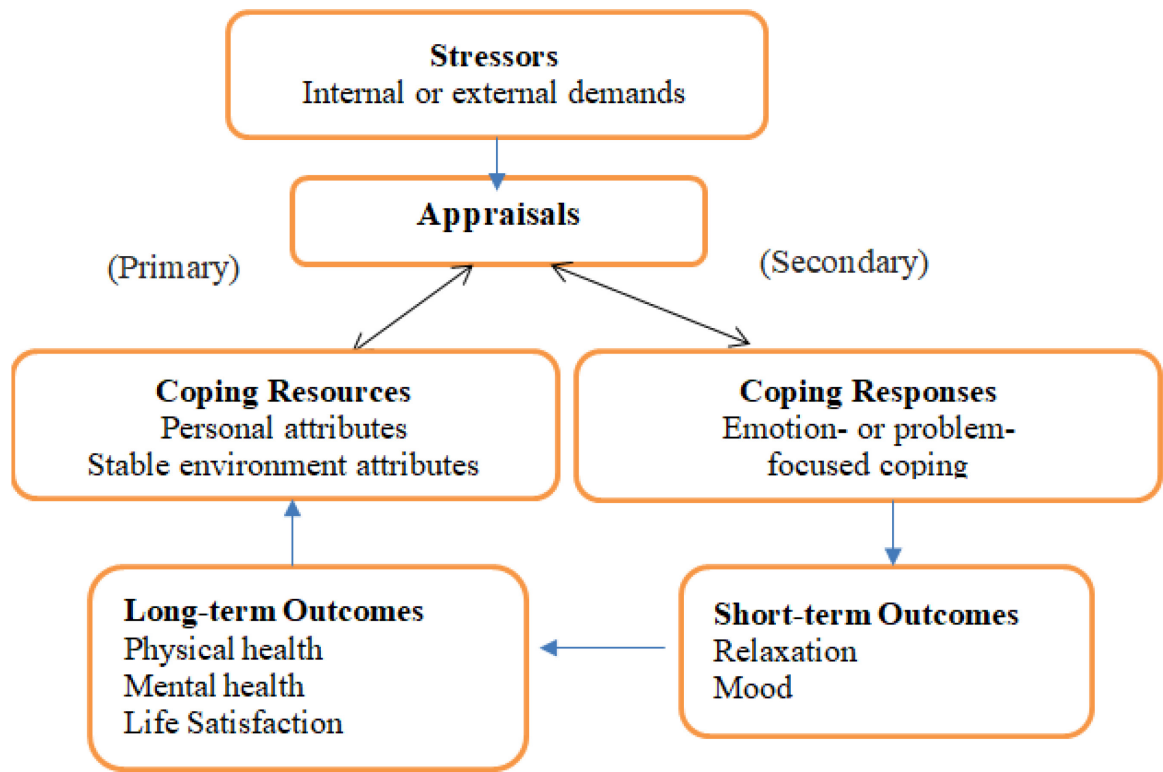 Stressors
Internal or external demands
Appraisals
(Primary)
(Secondary)
Coping Resources
Personal attributes
Stable environment attributes
Coping Responses
Emotion- or problem-
focused coping
Long-term Outcomes
Physical health
Mental health
Life Satisfaction
Short-term Outcomes
Relaxation
Mood